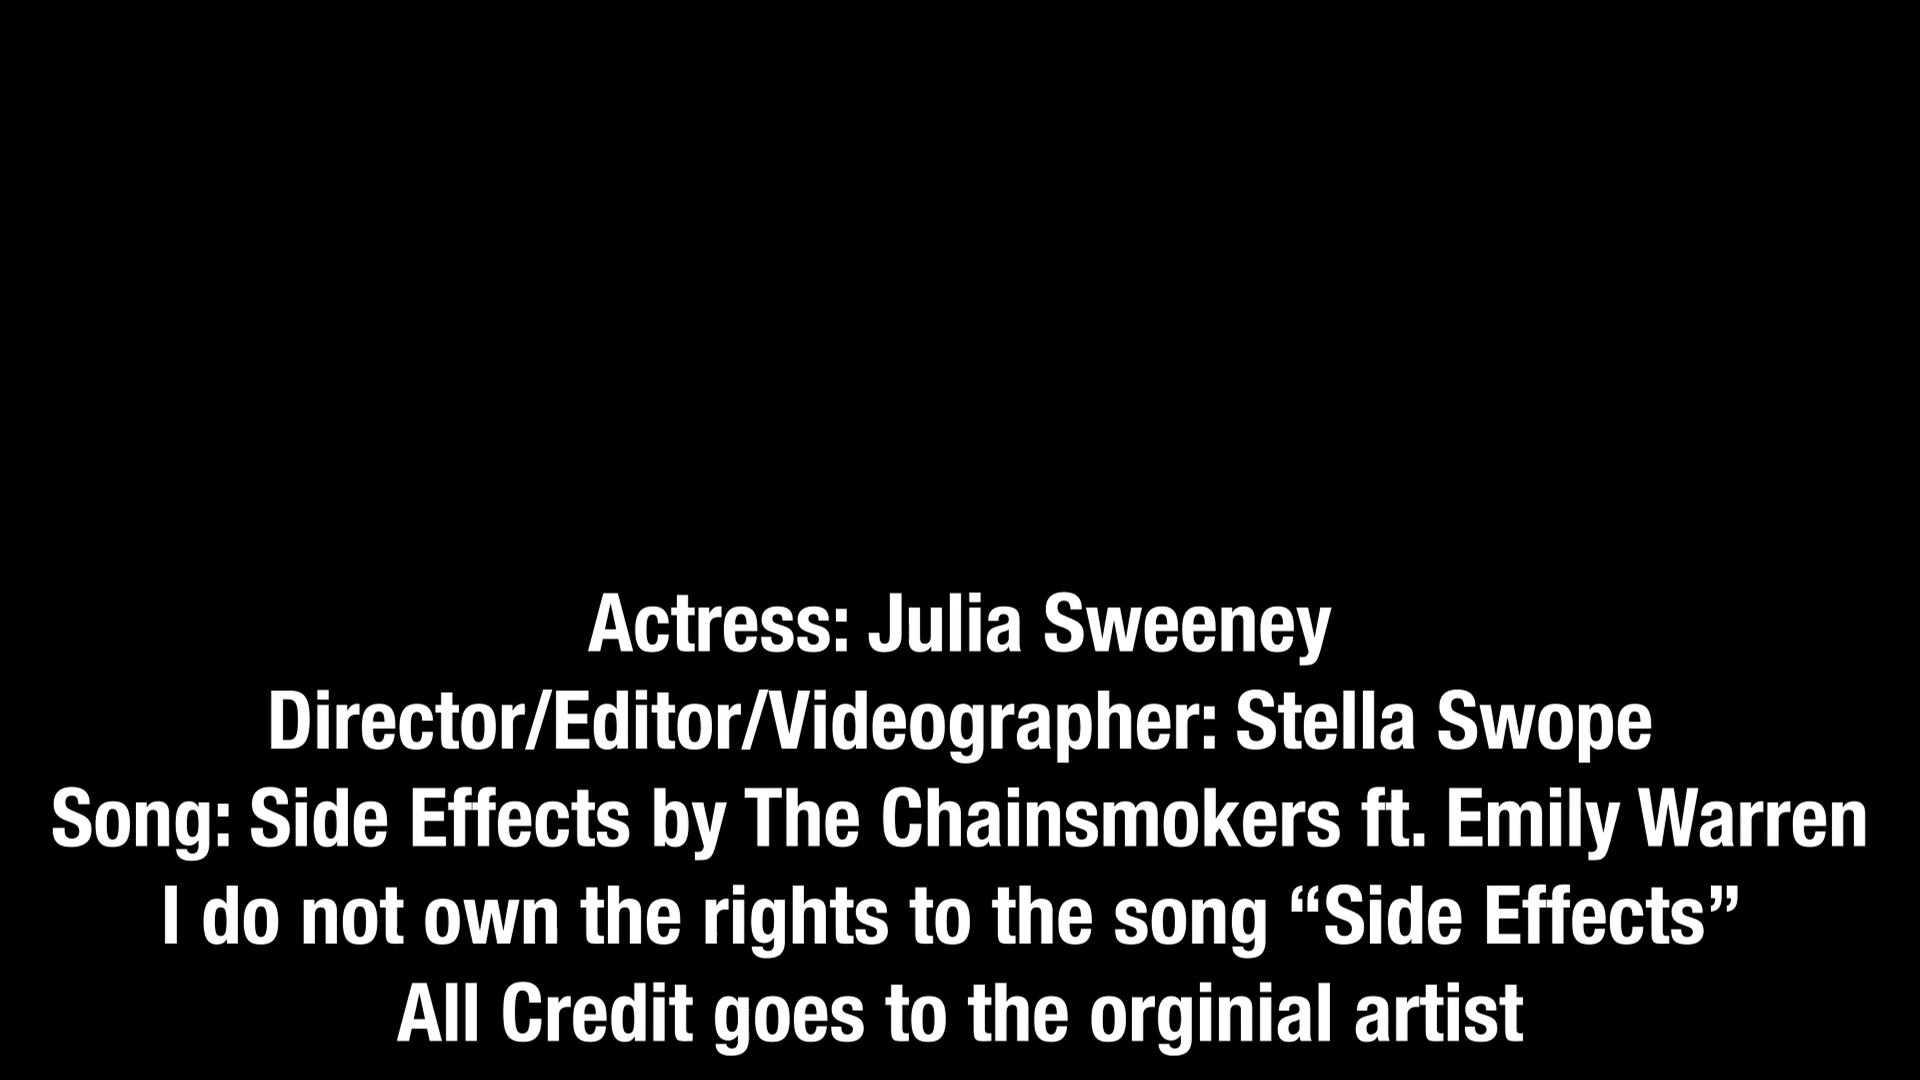 Actress: Julia Sweeney
Director/Editor/Videographer: Stella Swope
Song: Side Effects by The Chainsmokers ft. Emily Warren
I do not own the rights to the song “Side Effects”
All Credit goes to the orginial artist